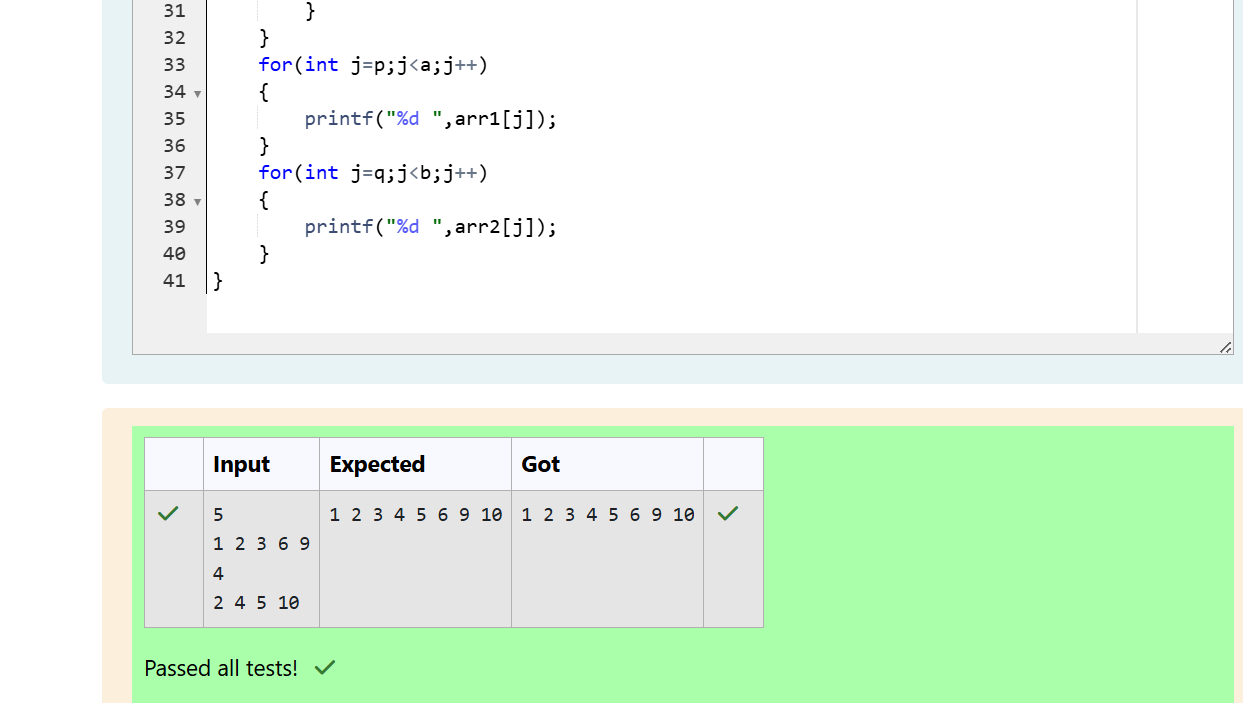 31 }
32 }
33 for(int j=p;j<a;j++)
34 {
35 printf("%d ",arr1[j]);
36 }
37 for(int j=q;j<b;j++)
38 {
39 printf("%d ",arr2[j]);
40 }
41 }
Input Expected Got
5 1 2 3 4 5 6 9 10 1 2 3 4 5 6 9 10
1 2 3 6 9
4
2 4 5 10
Passed all tests!